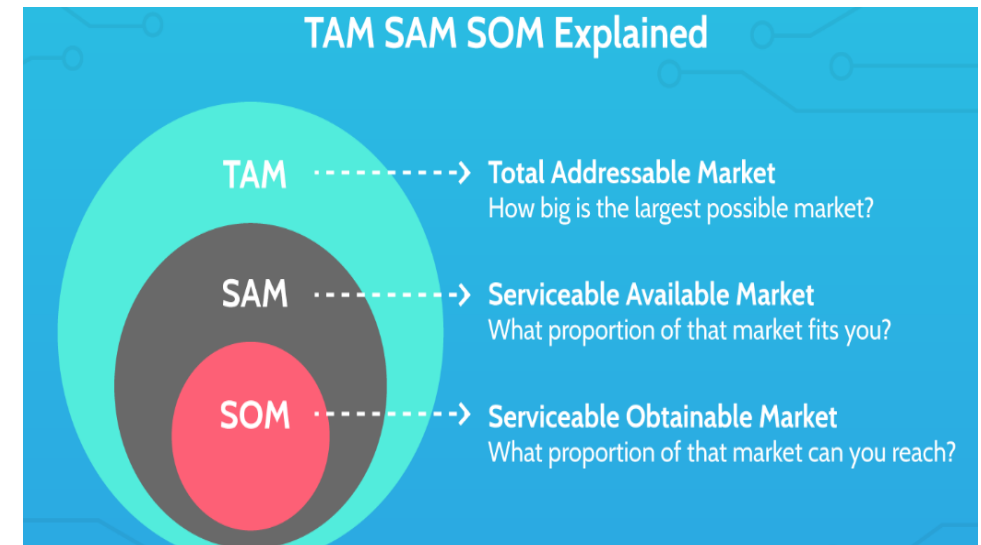 TAM SAM SOM Explained
TAM
Total Addressable Market
How big is the largest possible market?
SAM
Serviceable Available Market
What proportion of that market fits you?
SOM
Serviceable Obtainable Market
What proportion of that market can you reach?